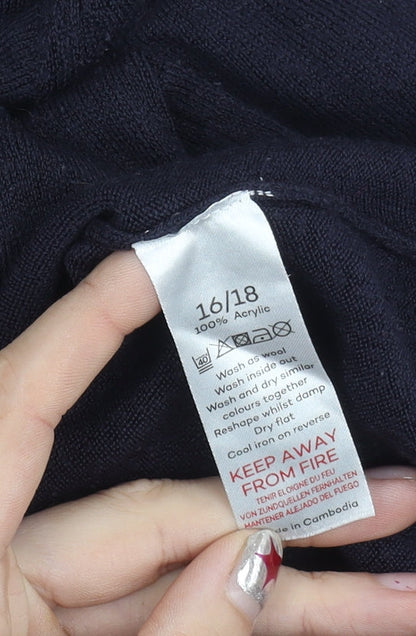 16/18
100% Acrylic
40
Wash as wool
Wash inside out
Wash and dry similar
colours together
Reshape whilst damp
Dry flat
Cool iron on reverse
KEEP AWAY
FROM FIRE
TENIR ELOIGNE DU FEU
VON ZUNDQUELLEN FERNHALTEN
MANTENER ALEJADO DEL FUEGO
in Cambodia